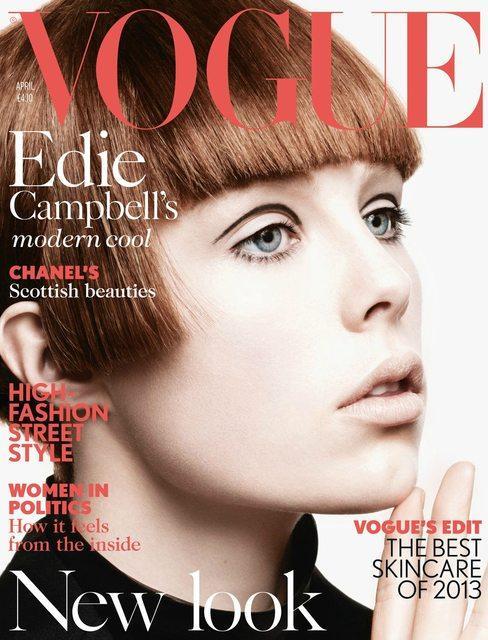 VOGUE
APRIL
£4.10
Edie
Campbell's
modern cool
CHANEL'S
Scottish beauties
HIGH-
FASHION
STREET
STYLE
WOMEN IN
POLITICS
How it feels
from the inside
VOGUE'S EDIT
THE BEST
SKINCARE
OF 2013
New look